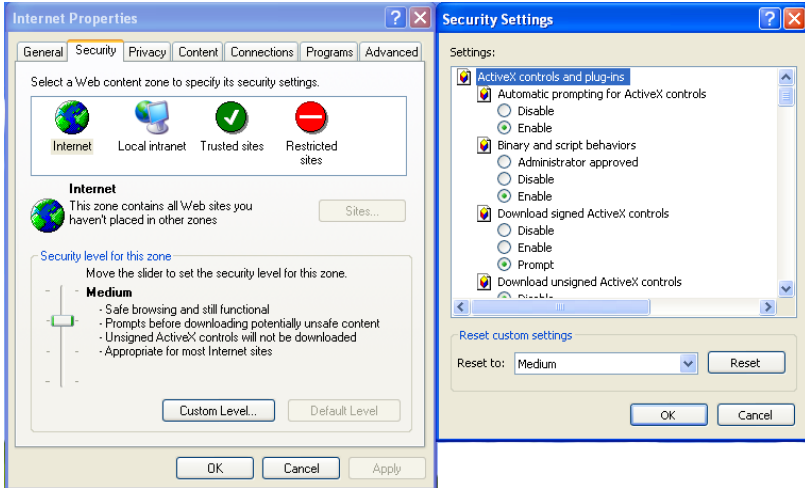 Internet Properties
General Security Privacy Content Connections Programs Advanced
Select a Web content zone to specify its security settings.
Internet Local intranet Trusted sites Restricted
sites
Internet
This zone contains all Web sites you
haven't placed in other zones
Sites...
Security level for this zone
Move the slider to set the security level for this zone.
Medium
- Safe browsing and still functional
- Prompts before downloading potentially unsafe content
- Unsigned ActiveX controls will not be downloaded
- Appropriate for most Internet sites
Custom Level... Default Level
OK Cancel Apply
Security Settings
Settings:
ActiveX controls and plug-ins
Automatic prompting for ActiveX controls
Disable
Enable
Binary and script behaviors
Administrator approved
Disable
Enable
Download signed ActiveX controls
Disable
Enable
Prompt
Download unsigned ActiveX controls
Disable
Reset custom settings
Reset to: Medium Reset
OK Cancel